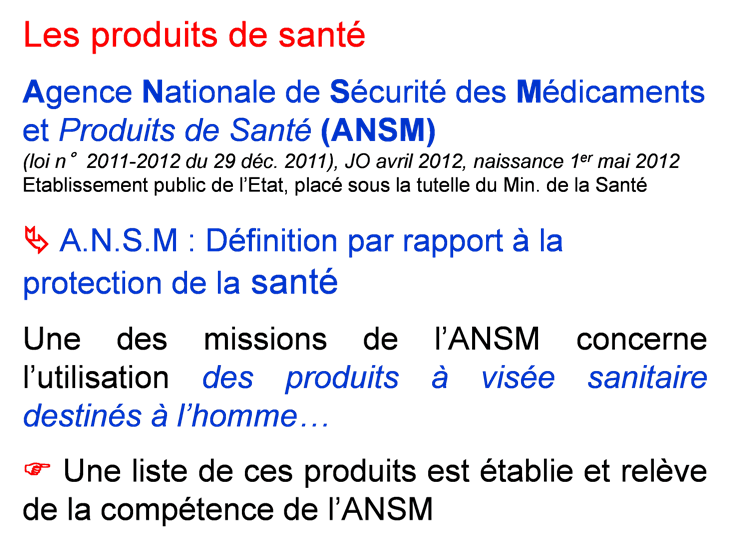 Les produits de santé
Agence Nationale de Sécurité des Médicaments
et Produits de Santé (ANSM)
(loi n° 2011-2012 du 29 déc. 2011), JO avril 2012, naissance 1er mai 2012
Etablissement public de l'Etat, placé sous la tutelle du Min. de la Santé
A.N.S.M : Définition par rapport à la
protection de la santé
Une des missions de l'ANSM concerne
l'utilisation des produits à visée sanitaire
destinés à l'homme…
Une liste de ces produits est établie et relève
de la compétence de l'ANSM